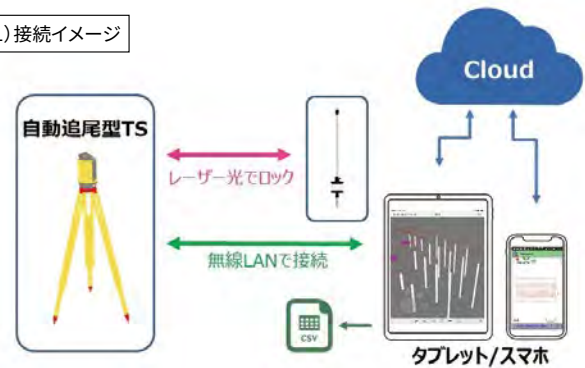 )接続イメージ
Cloud
自動追尾型TS
レーザー光でロック
無線LANで接続
CSV
タブレット/スマホ